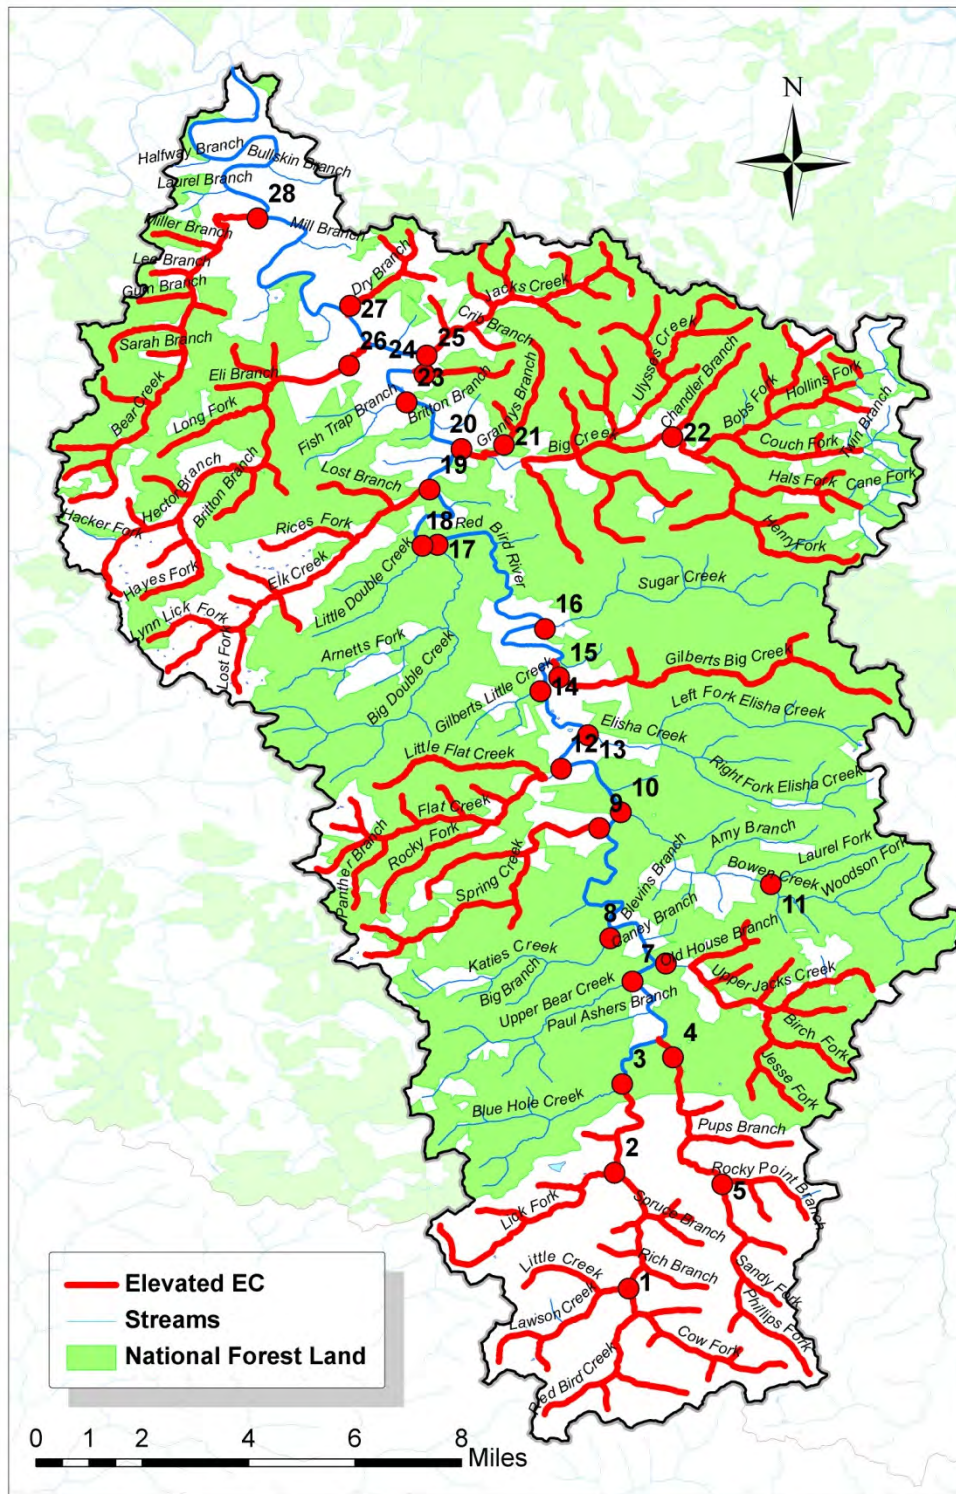 N
Halfway Branch
Bullskin Branch
Laurel Branch
28
Miller Branch
Mill Branch
Lee Branch
Gum Branch
Dry Branch
Jacks Creek
27
Crib Branch
Sarah Branch
26
24
25
Ulysses Creek
Eli Branch
23
Chandler Branch
Bobs Fork
Hollins Fork
Bear Creek
Long Fork
Fish Trap Branch
Britton Branch
Grannys Branch
Twin Branch
20
21
Big Creek
22
Couch Fork
Hector Branch
Britton Branch
Lost Branch
19
Hals Fork
Cane Fork
Hacker Fork
Rices Fork
18
Red
Bird River
Henry Fork
17
Hayes Fork
Elk Creek
Little Double Creek
Sugar Creek
Lynn Lick Fork
16
Lost Fork
Arnetts Fork
15
Gilberts Big Creek
Big Double Creek
Gilberts Little Creek
14
Left Fork Elisha Creek
Elisha Creek
Little Flat Creek
12
13
Right Fork Elisha Creek
Flat Creek
9
10
Panther Branch
Rocky Fork
Amy Branch
Laurel Fork
Spring Creek
Blevins Branch
Bowen Creek
Woodson Fork
11
8
Caney Branch
Katies Creek
7
Old House Branch
Big Branch
Upper Bear Creek
Upper Jacks Creek
Paul Ashers Branch
Birch Fork
4
Jesse Fork
3
Blue Hole Creek
Pups Branch
2
Rocky Point Branch
5
Lick Fork
Spruce Branch
Little Creek
Rich Branch
Sandy Fork
1
Lawson Creek
Phillips Fork
Cow Fork
Red Bird Creek
Elevated EC
Streams
National Forest Land
0 1 2 4 6 8
Miles